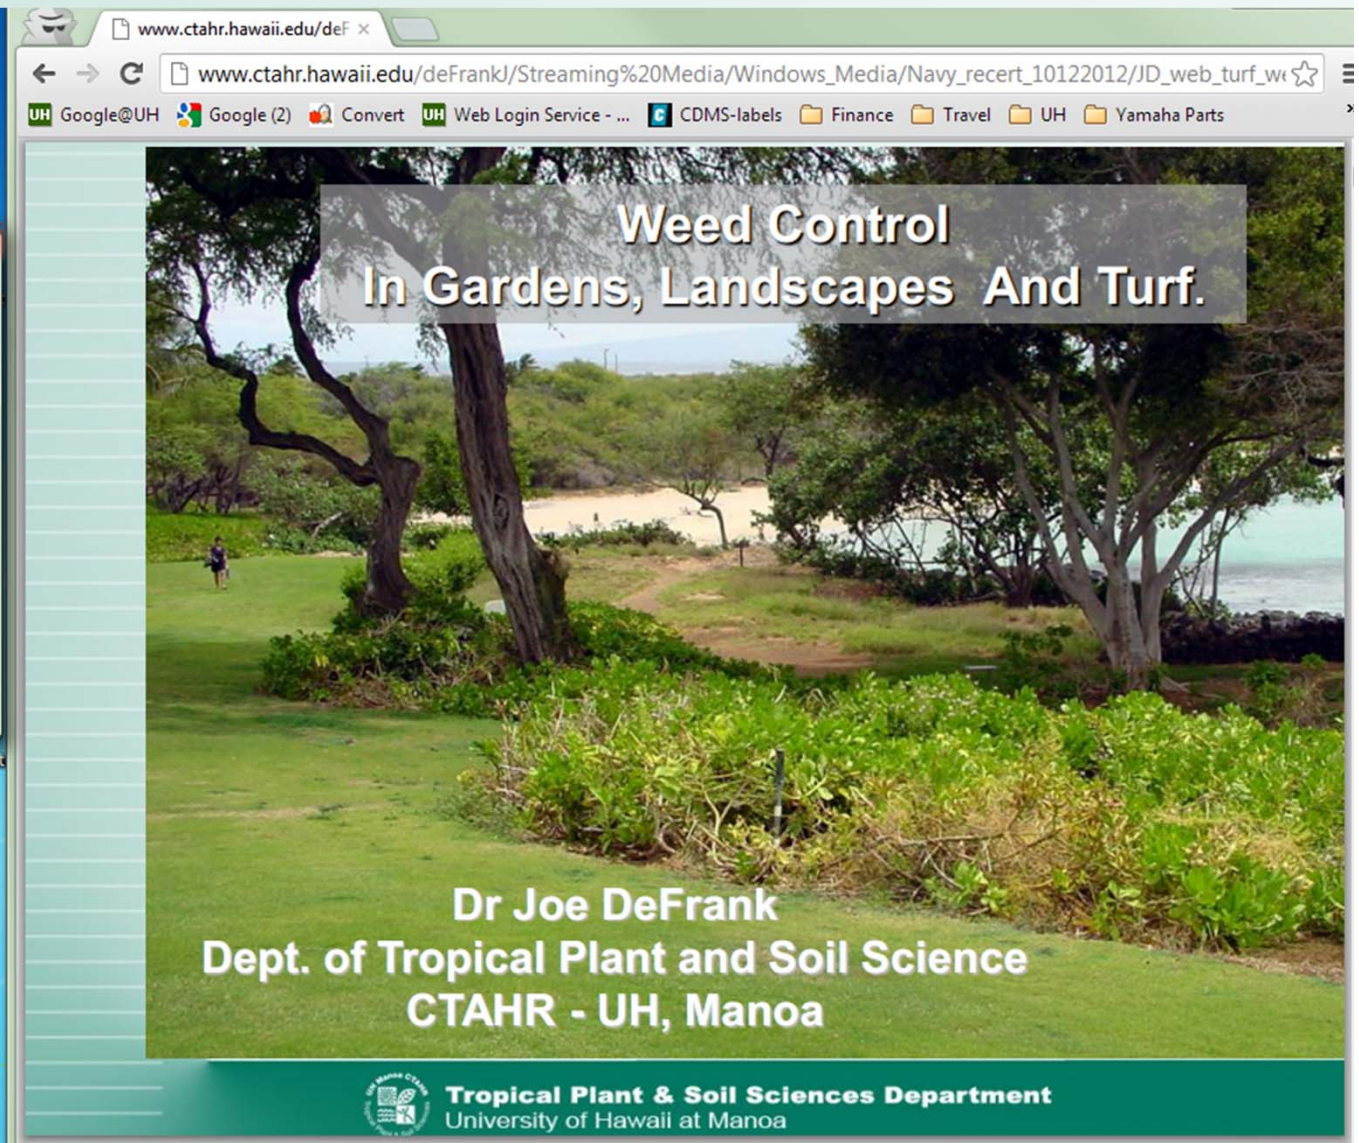 www.ctahr.hawaii.edu/deF
www.ctahr.hawaii.edu/deFrankJ/Streaming%20Media/Windows_Media/Navy_recert_10122012/JD_web_turf_we
UH Google@UH Google (2) Convert UH Web Login Service - ... C CDMS-labels Finance Travel UH Yamaha Parts
Weed Control
In Gardens, Landscapes And Turf.
Dr Joe DeFrank
Dept. of Tropical Plant and Soil Science
CTAHR - UH, Manoa
Tropical Plant & Soil Sciences Department
University of Hawaii at Manoa